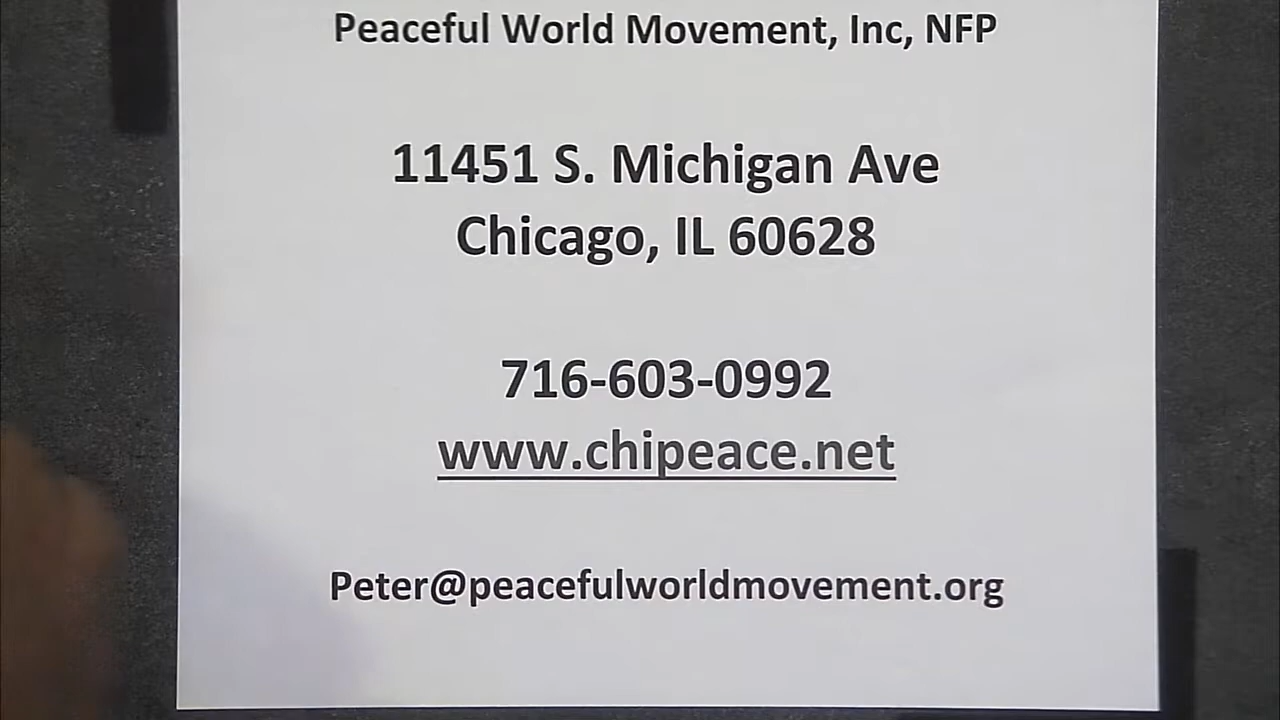 Peaceful World Movement, Inc, NFP
11451 S. Michigan Ave
Chicago, IL 60628
716-603-0992
www.chipeace.net
Peter@peacefulworldmovement.org